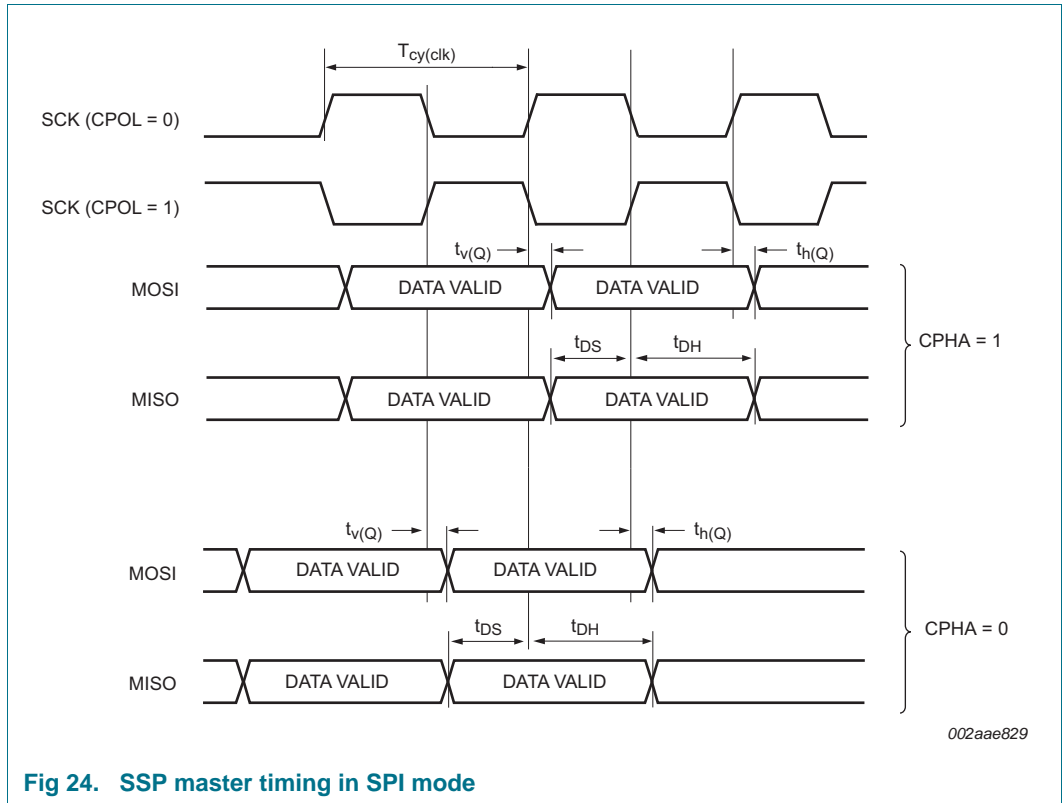 Tcy(clk)
SCK (CPOL = 0)
SCK (CPOL = 1)
tv(Q)
th(Q)
MOSI
DATA VALID
DATA VALID
tDS
tDH
CPHA = 1
MISO
DATA VALID
DATA VALID
tv(Q)
th(Q)
MOSI
DATA VALID
DATA VALID
tDS
tDH
CPHA = 0
MISO
DATA VALID
DATA VALID
002aae829
Fig 24. SSP master timing in SPI mode